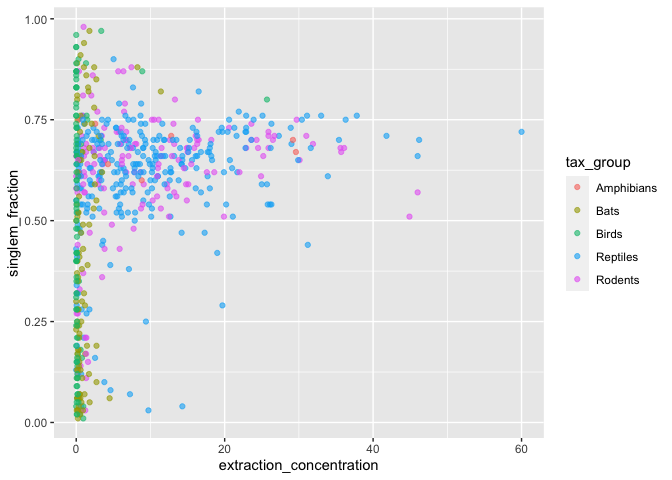 1.00
0.75
0.50
0.25
0.00
singlem_fraction
0
20
40
60
extraction_concentration
tax_group
Amphibians
Bats
Birds
Reptiles
Rodents